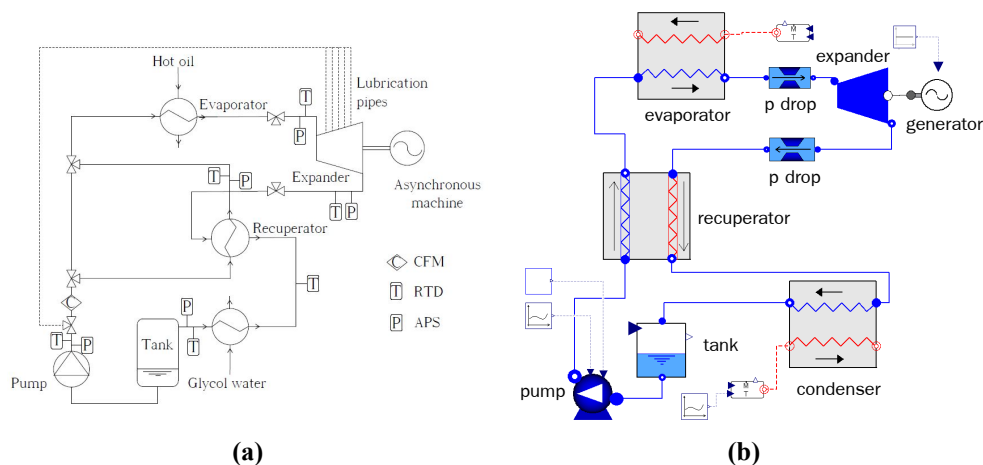 Hot oil
Evaporator
Lubrication
pipes
T
P
Expander
T
P
Asynchronous
machine
T
P
Recuperator
CFM
T
T
RTD
P
P
APS
T
T
P
Tank
Pump
Glycol water
(a)
M
T
expander
evaporator
p drop
generator
p drop
recuperator
tank
pump
M
T
condenser
(b)